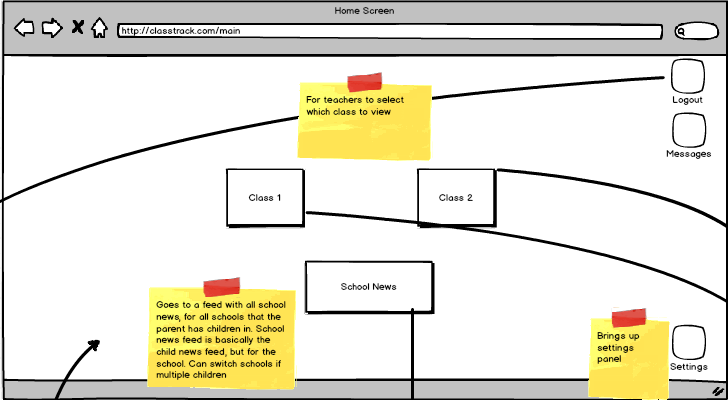 Home Screen
http://classtrack.com/main
For teachers to select
which class to view
Logout
Messages
Class 1
Class 2
School News
Goes to a feed with all school
news, for all schools that the
parent has children in. School
news feed is basically the
child news feed, but for the
school. Can switch schools if
multiple children
Brings up
settings
panel
Settings